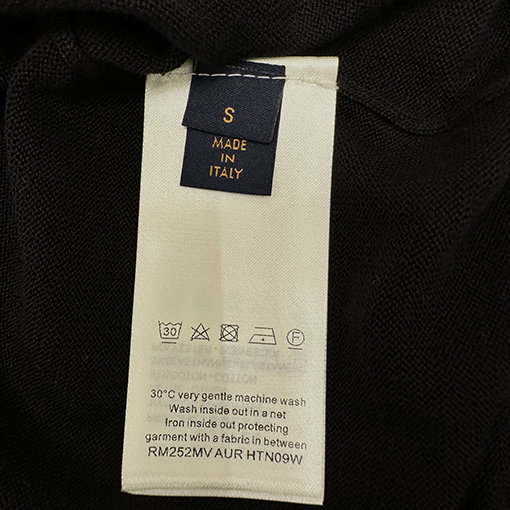 S
MADE
IN
ITALY
30
F
30°C very gentle machine wash
Wash inside out in a net
Iron inside out protecting
garment with a fabric in between
RM252MV AUR HTN09W